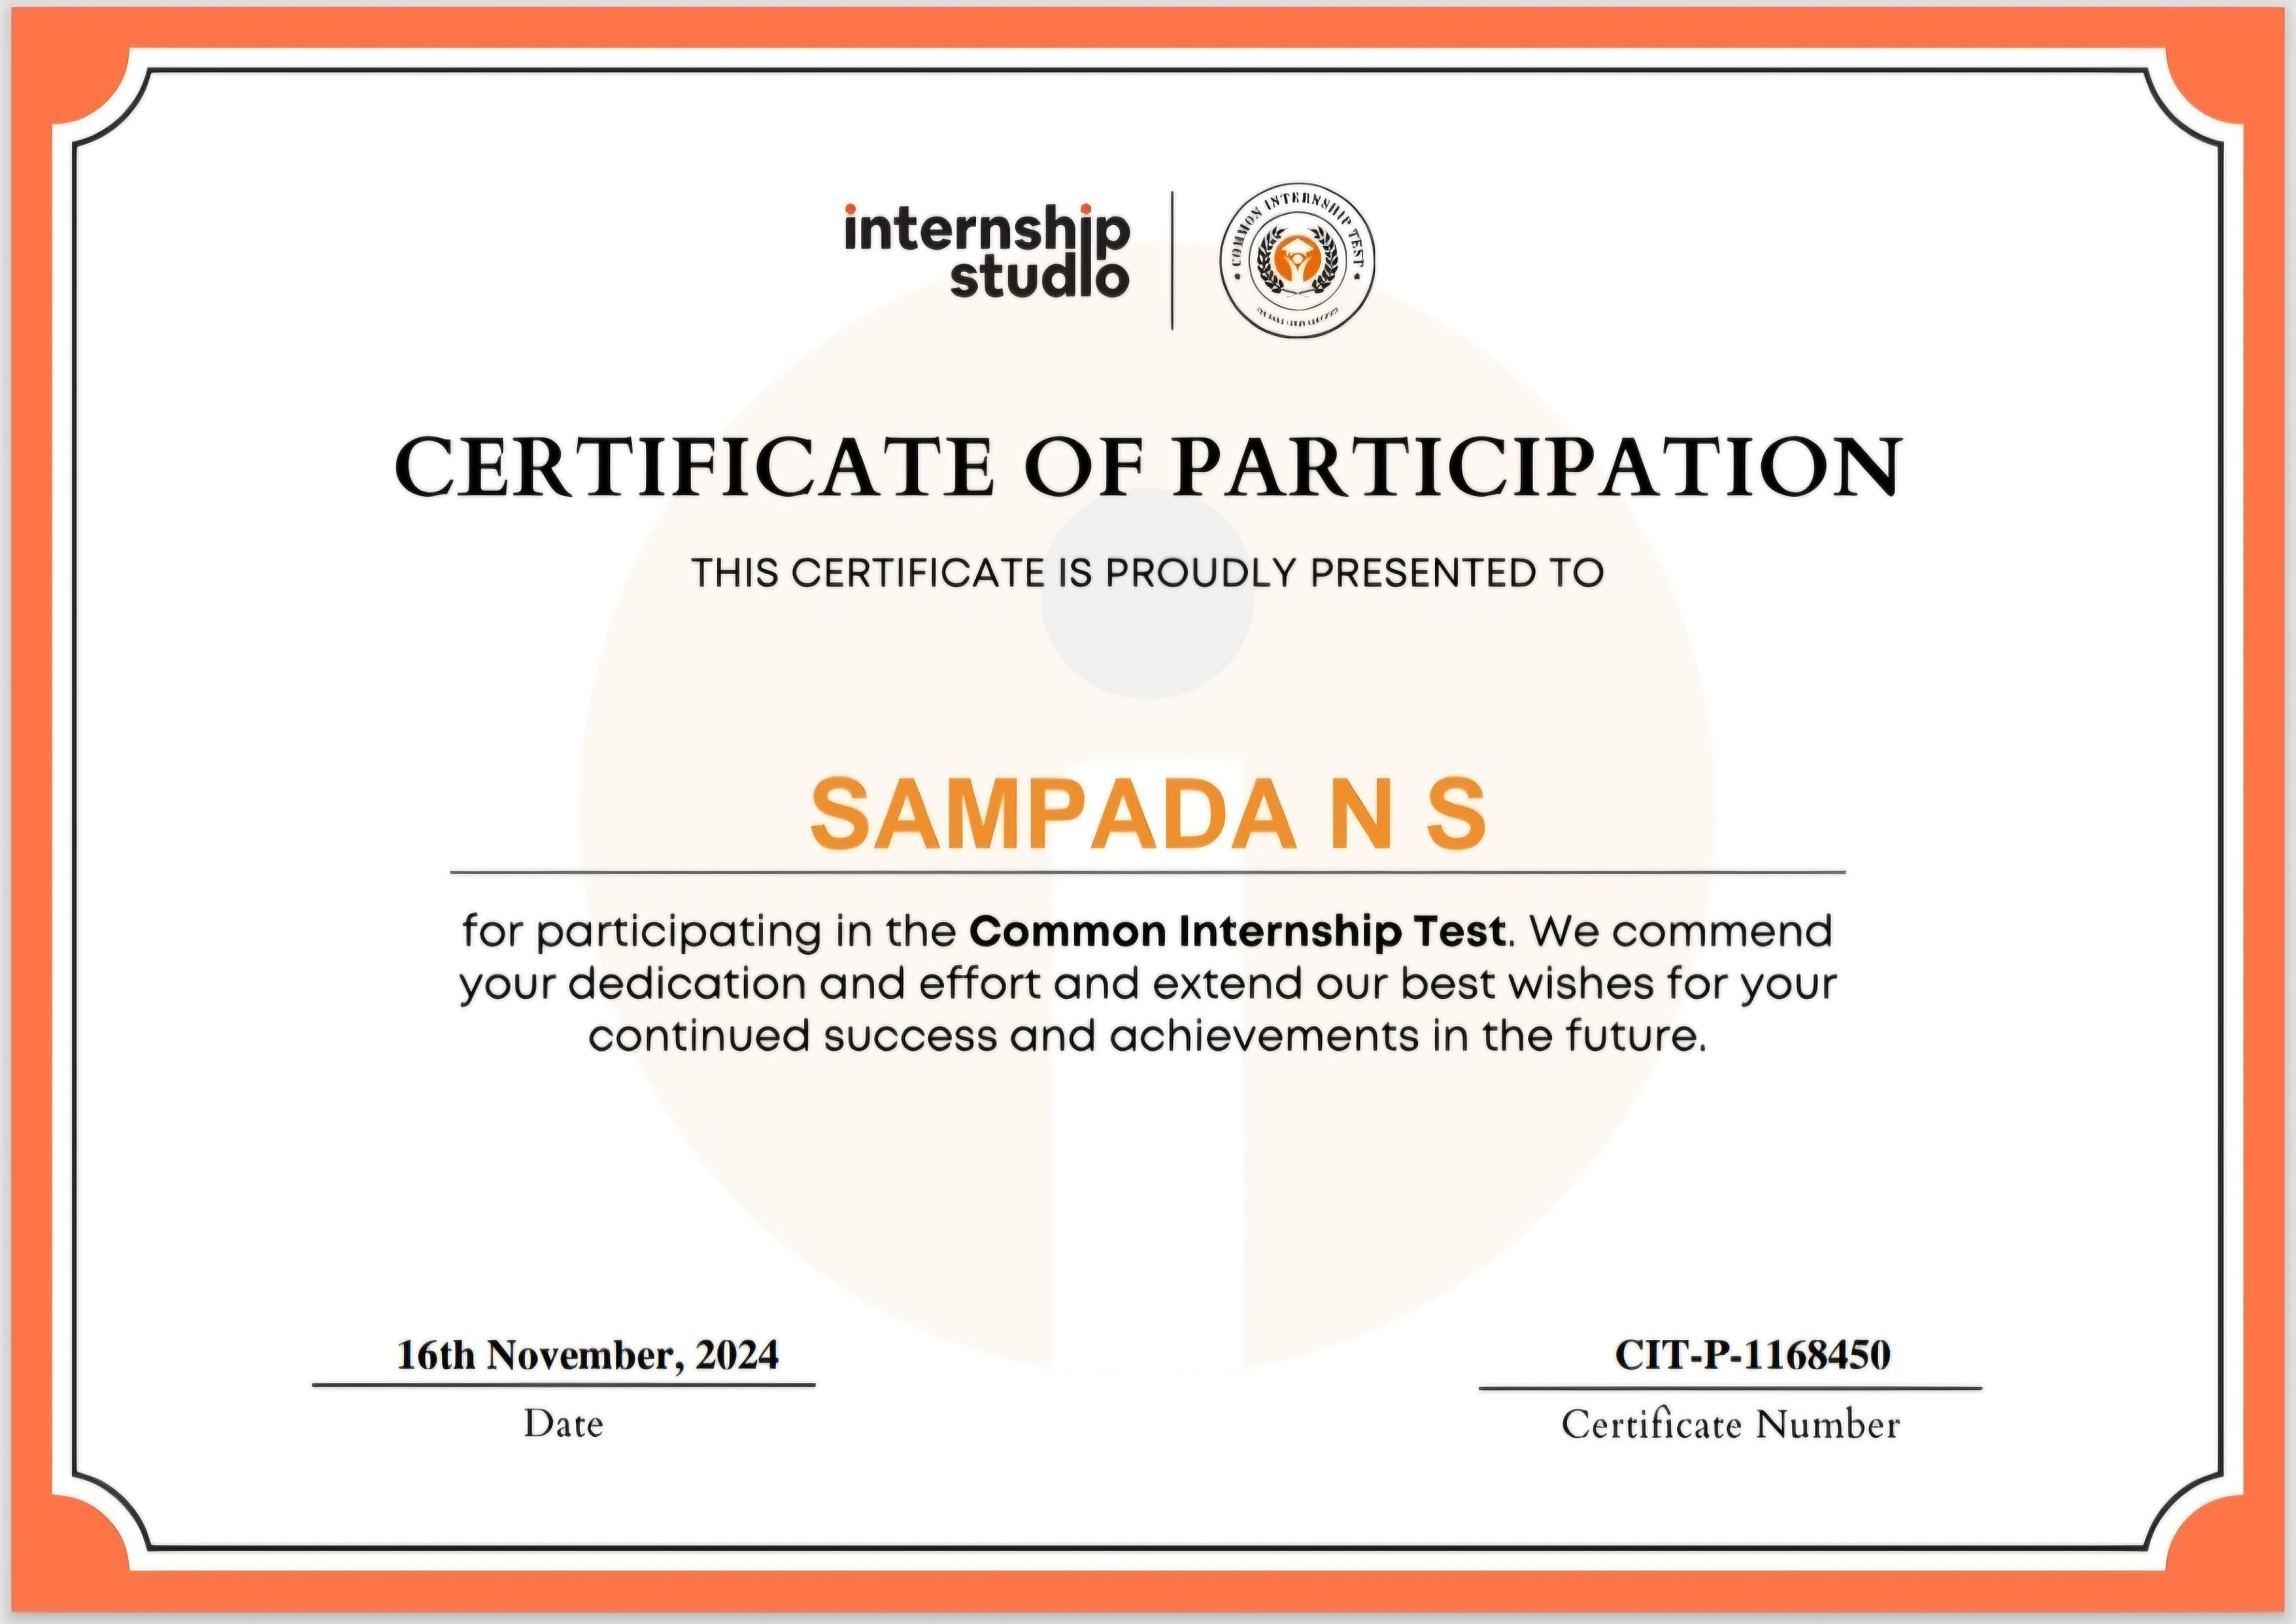 internship
studio
COMMON INTERNSHIP TEST
CERTIFICATE OF PARTICIPATION
THIS CERTIFICATE IS PROUDLY PRESENTED TO
SAMPADA N S
for participating in the Common Internship Test. We commend
your dedication and effort and extend our best wishes for your
continued success and achievements in the future.
16th November, 2024
Date
CIT-P-1168450
Certificate Number